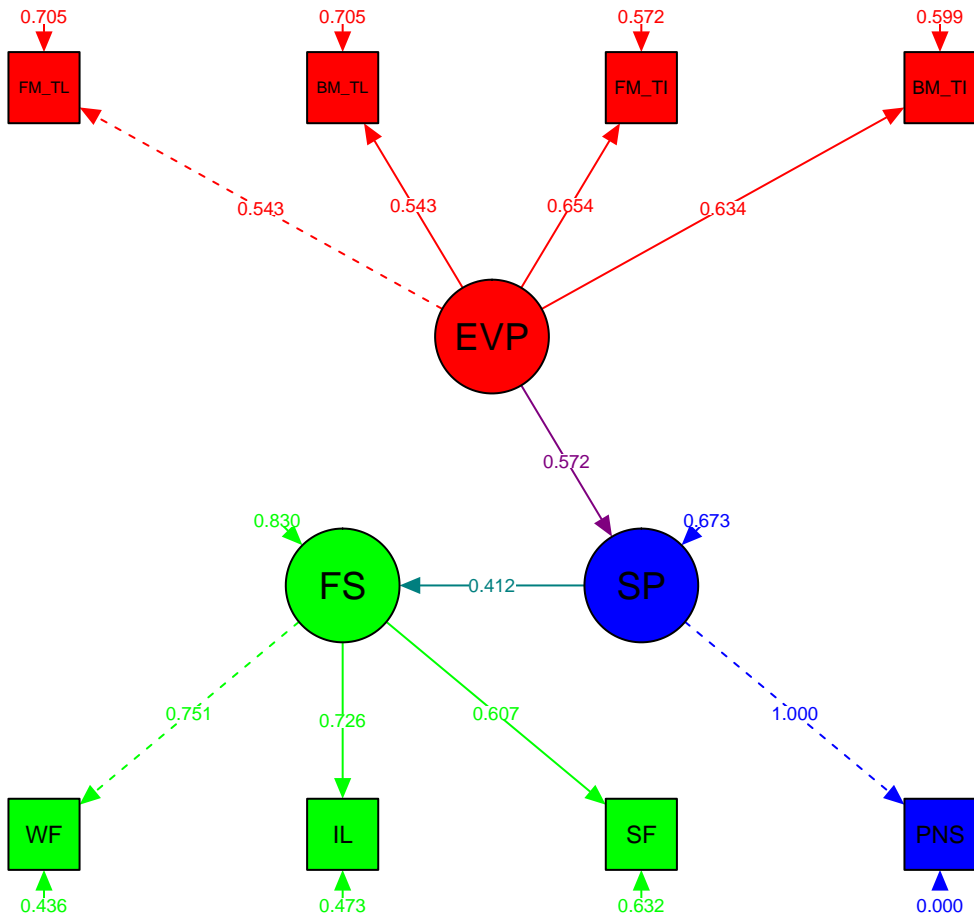 0.705 0.705 0.572 0.599
FM_TL BM_TL FM_TI BM_TI
0.543 0.543 0.654 0.634
EVP
0.572
0.830 0.673
FS 0.412 SP
0.751 0.726 0.607 1.000
WF IL SF PNS
0.436 0.473 0.632 0.000